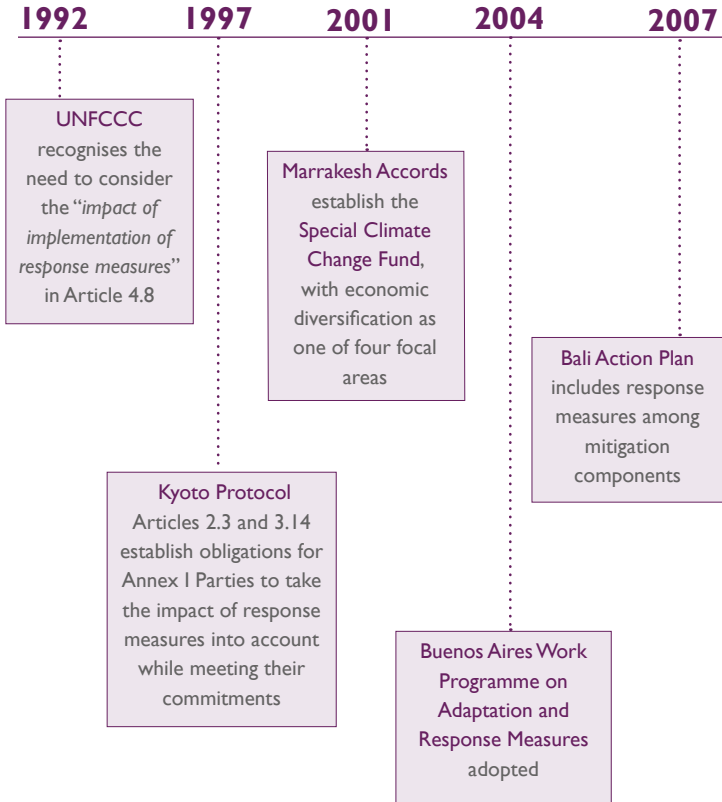 1992
1997
2001
2004
2007
UNFCCC
recognises the
need to consider
the “impact of
implementation of
response measures”
in Article 4.8
Kyoto Protocol
Articles 2.3 and 3.14
establish obligations for
Annex I Parties to take
the impact of response
measures into account
while meeting their
commitments
Marrakesh Accords
establish the
Special Climate
Change Fund,
with economic
diversification as
one of four focal
areas
Buenos Aires Work
Programme on
Adaptation and
Response Measures
adopted
Bali Action Plan
includes response
measures among
mitigation
components